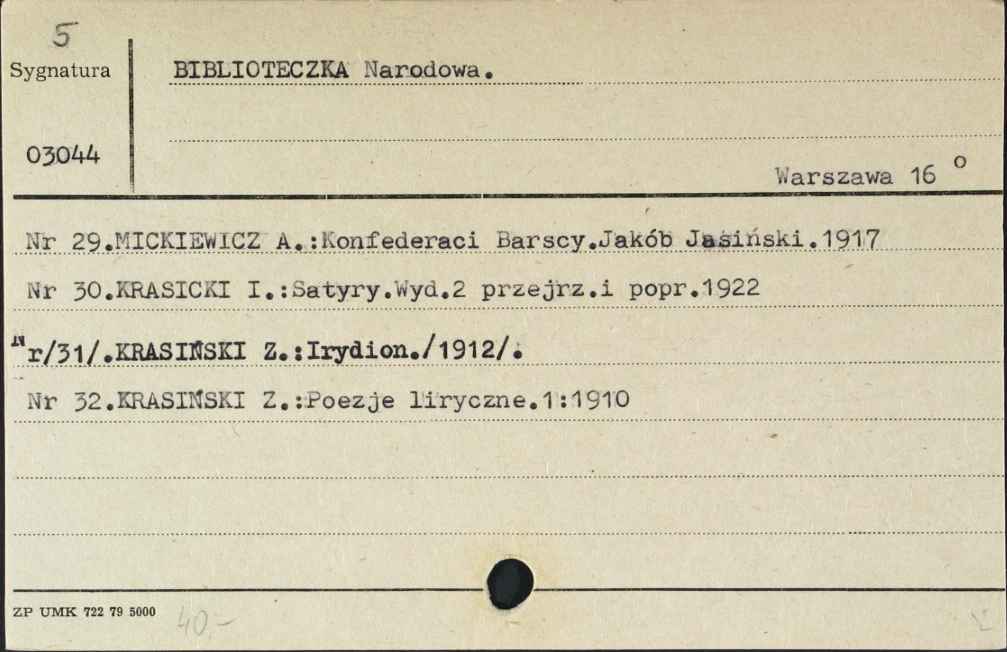 5
Sygnatura
BIBLIOTECZKA Narodowa.
03044
Warszawa 16°
Nr 29.MICKIEWICZ A.:Konfederaci Barscy.Jakób Jasiński.1917
Nr 30.KRASICKI I.:Satyry.Wyd.2 przejrz.i popr.1922
Nr/31/.KRASIŃSKI Z.:Irydion./1912/.
Nr 32.KRASIŃSKI Z.:Poezje liryczne.1:1910
ZP UMK 722 79 5000
40,-